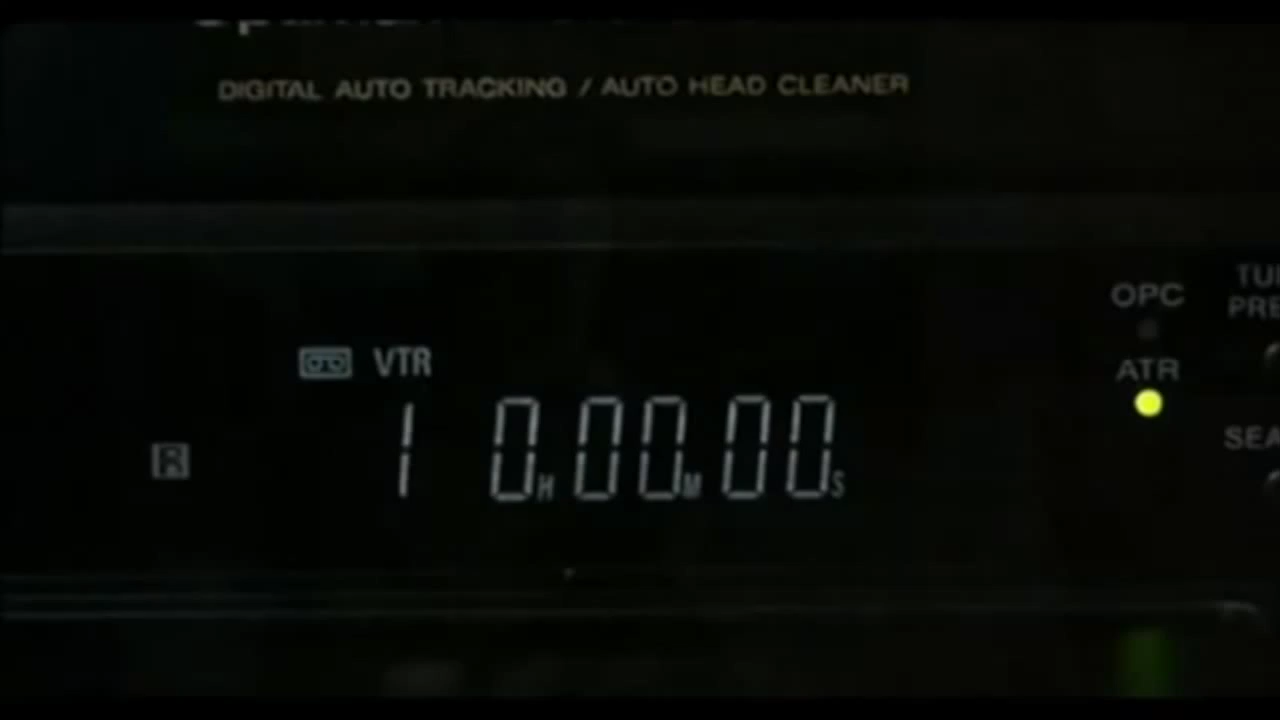 DIGITAL AUTO TRACKING / AUTO HEAD CLEANER
OPC
VTR
ATR
1 0H00M00S
R